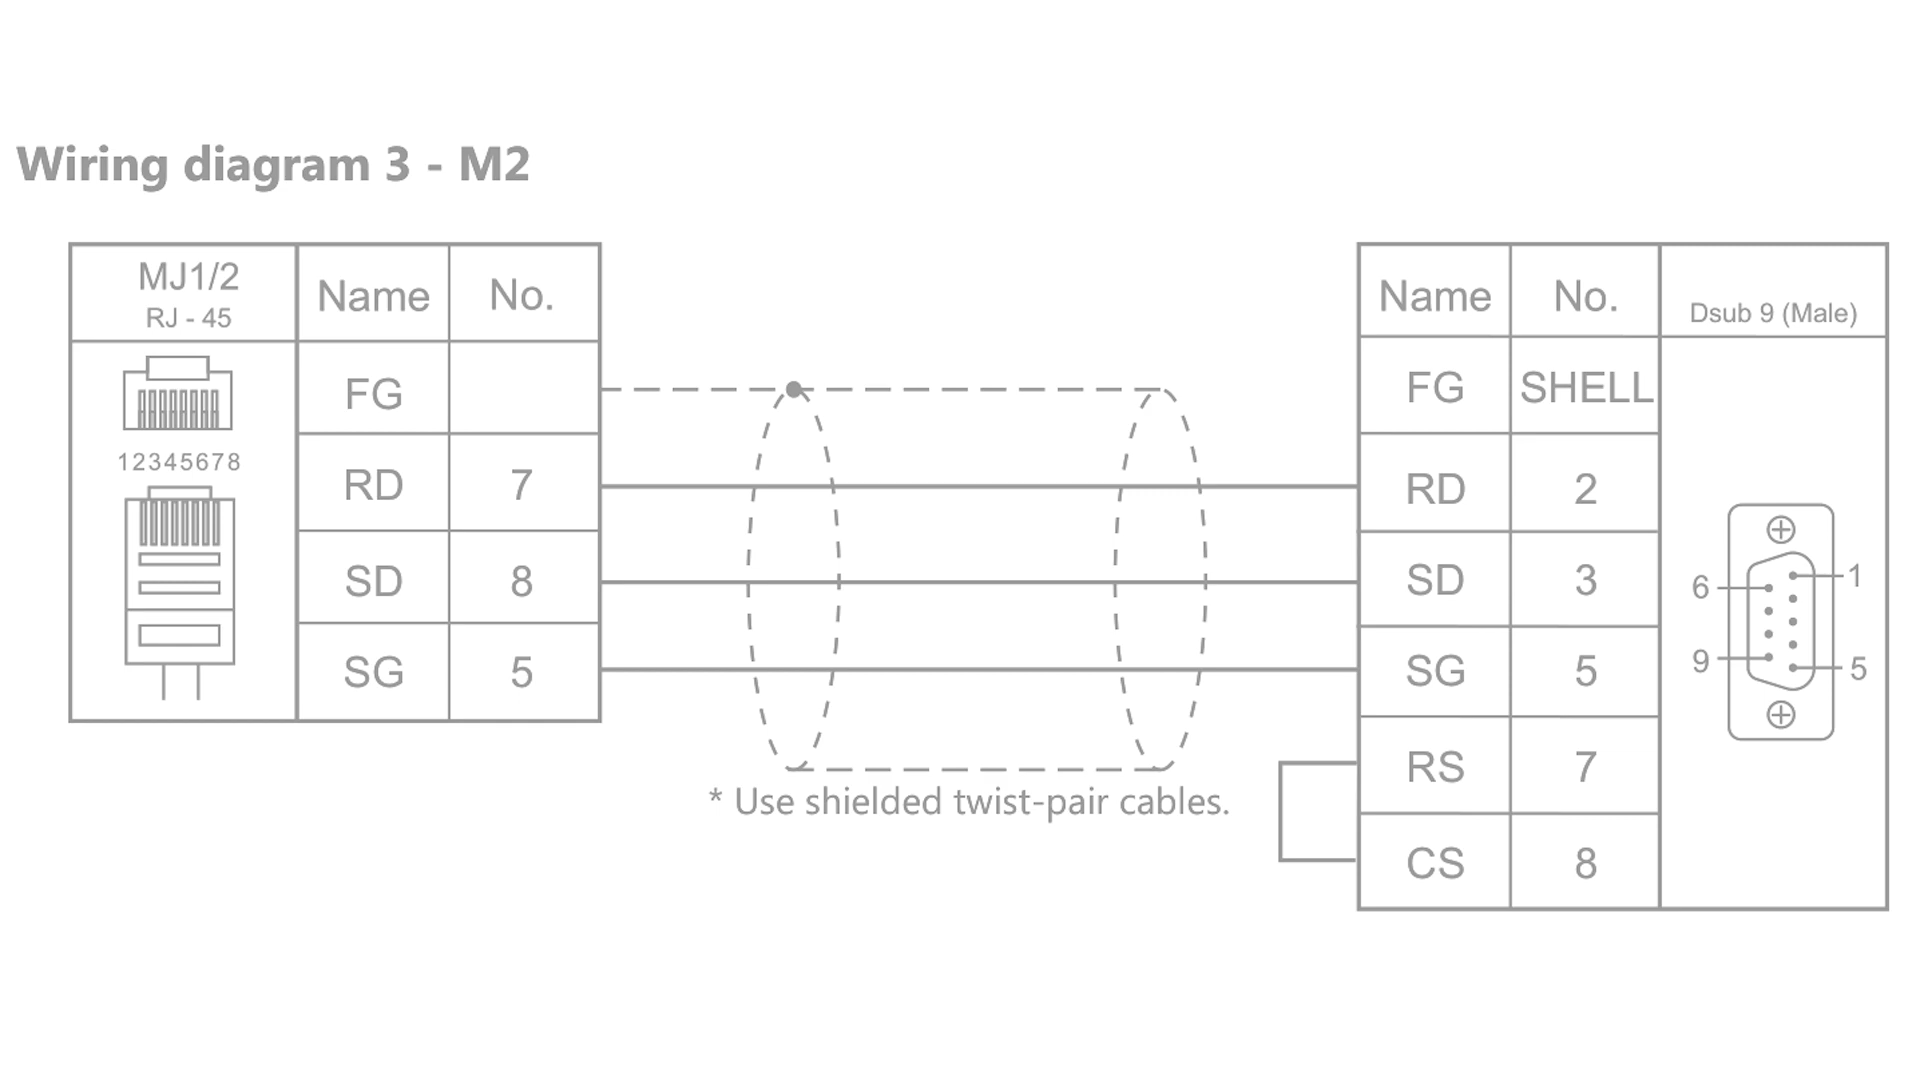 Wiring diagram 3 - M2
MJ1/2
RJ - 45
Name
No.
12345678
FG
RD
7
SD
8
SG
5
* Use shielded twist-pair cables.
Name
No.
Dsub 9 (Male)
FG
SHELL
RD
2
SD
3
SG
5
RS
7
CS
8
6
1
9
5